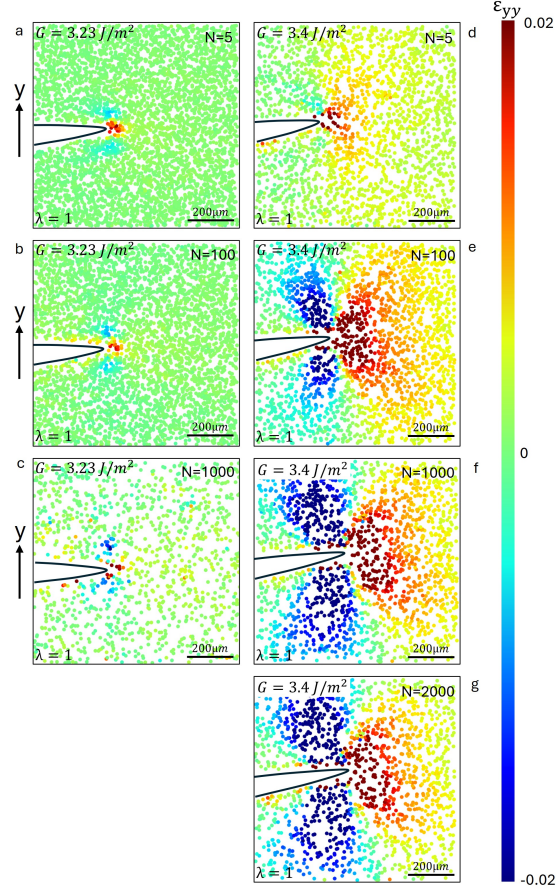 ε_yy
0.02
0
-0.02
a
G = 3.23 J/m²
N=5
y
λ = 1
200μm
d
G = 3.4 J/m²
N=5
λ = 1
200μm
b
G = 3.23 J/m²
N=100
y
λ = 1
200μm
e
G = 3.4 J/m²
N=100
λ = 1
200μm
c
G = 3.23 J/m²
N=1000
y
λ = 1
200μm
f
G = 3.4 J/m²
N=1000
λ = 1
200μm
g
G = 3.4 J/m²
N=2000
λ = 1
200μm